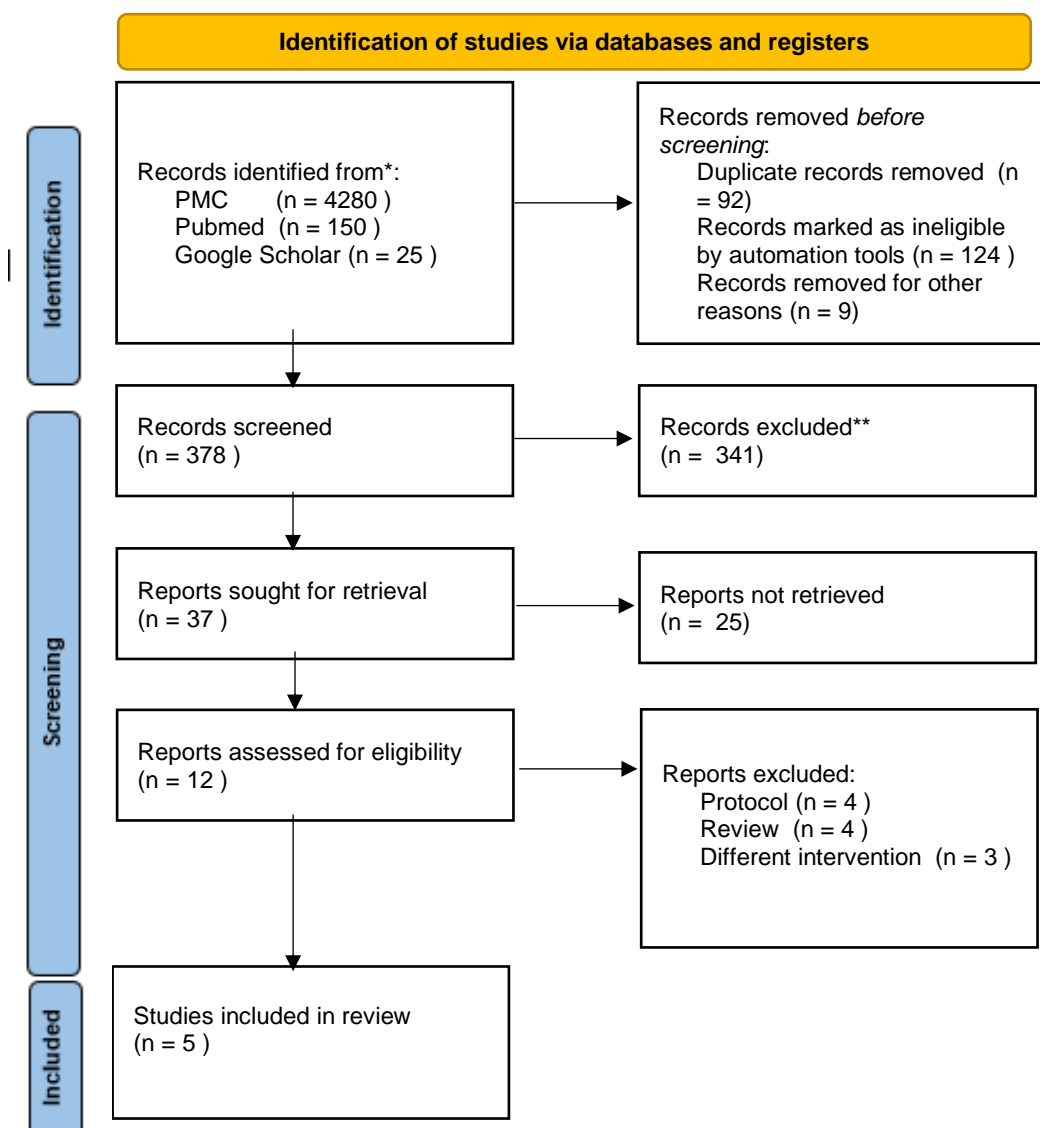 Identification of studies via databases and registers
Identification
Records identified from*:
PMC (n = 4280 )
Pubmed (n = 150 )
Google Scholar (n = 25 )
Records removed before
screening:
Duplicate records removed (n
= 92)
Records marked as ineligible
by automation tools (n = 124 )
Records removed for other
reasons (n = 9)
Screening
Records screened
(n = 378 )
Records excluded**
(n = 341)
Reports sought for retrieval
(n = 37 )
Reports not retrieved
(n = 25)
Reports assessed for eligibility
(n = 12 )
Reports excluded:
Protocol (n = 4 )
Review (n = 4 )
Different intervention (n = 3 )
Included
Studies included in review
(n = 5 )